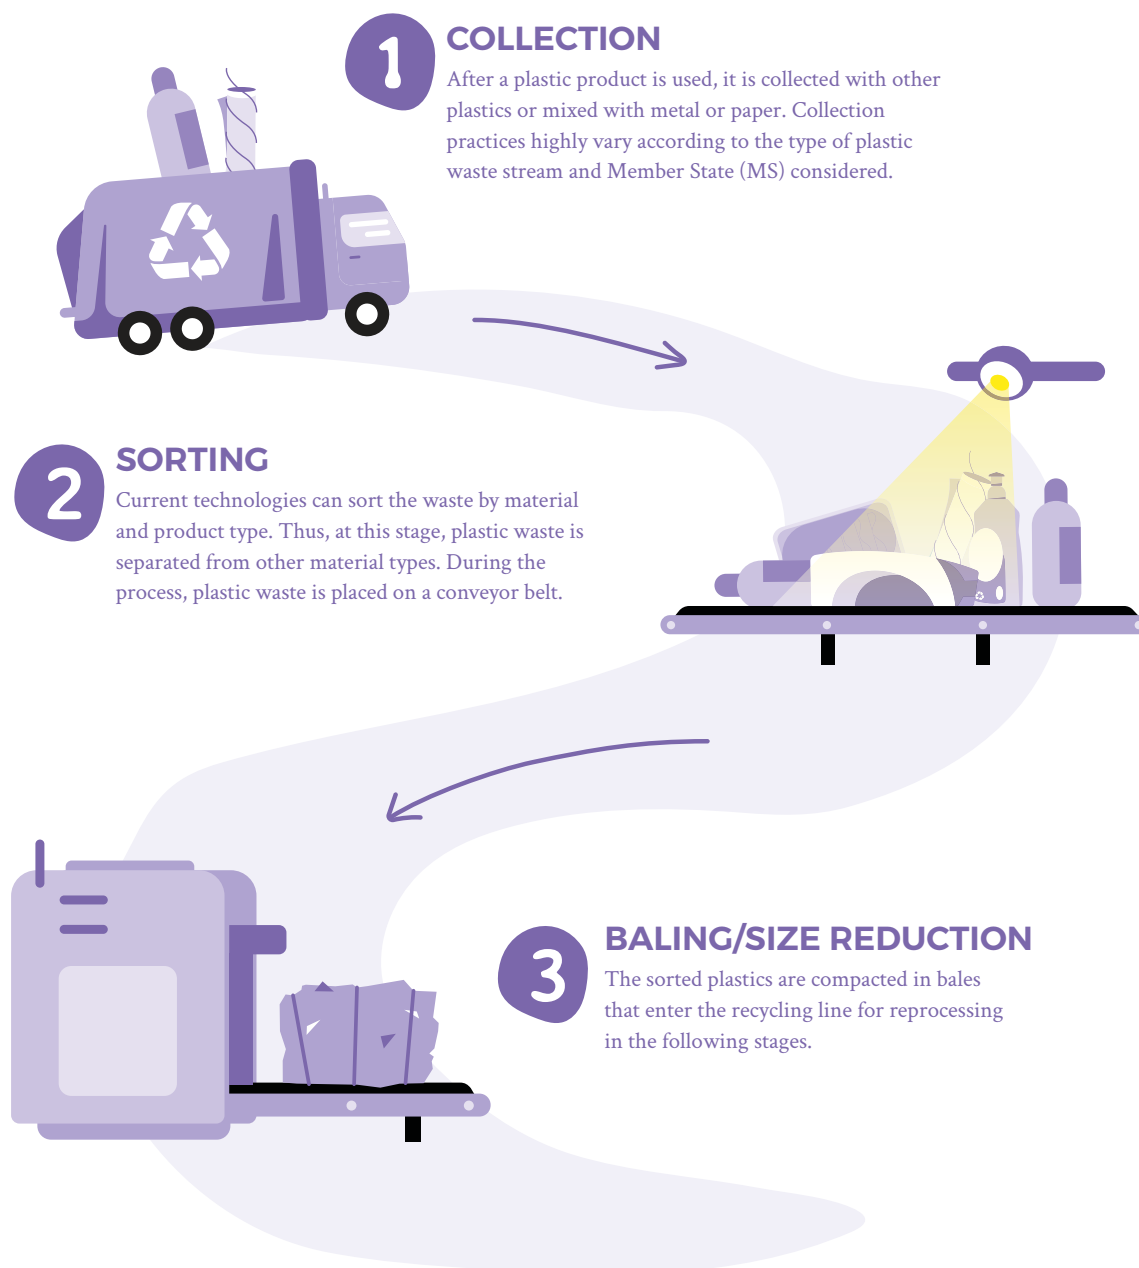 1
COLLECTION
After a plastic product is used, it is collected with other
plastics or mixed with metal or paper. Collection
practices highly vary according to the type of plastic
waste stream and Member State (MS) considered.
2
SORTING
Current technologies can sort the waste by material
and product type. Thus, at this stage, plastic waste is
separated from other material types. During the
process, plastic waste is placed on a conveyor belt.
3
BALING/SIZE REDUCTION
The sorted plastics are compacted in bales
that enter the recycling line for reprocessing
in the following stages.